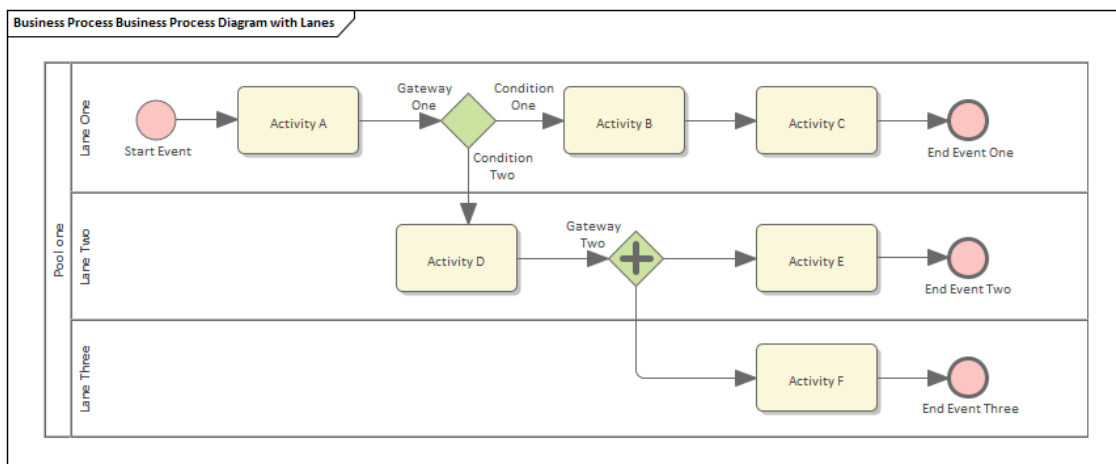 Business Process Business Process Diagram with Lanes
Pool one
Lane One
Start Event
Activity A
Gateway
One
Condition
One
Condition
Two
Activity B
Activity C
End Event One
Lane Two
Activity D
Gateway
Two
Activity E
End Event Two
Lane Three
Activity F
End Event Three